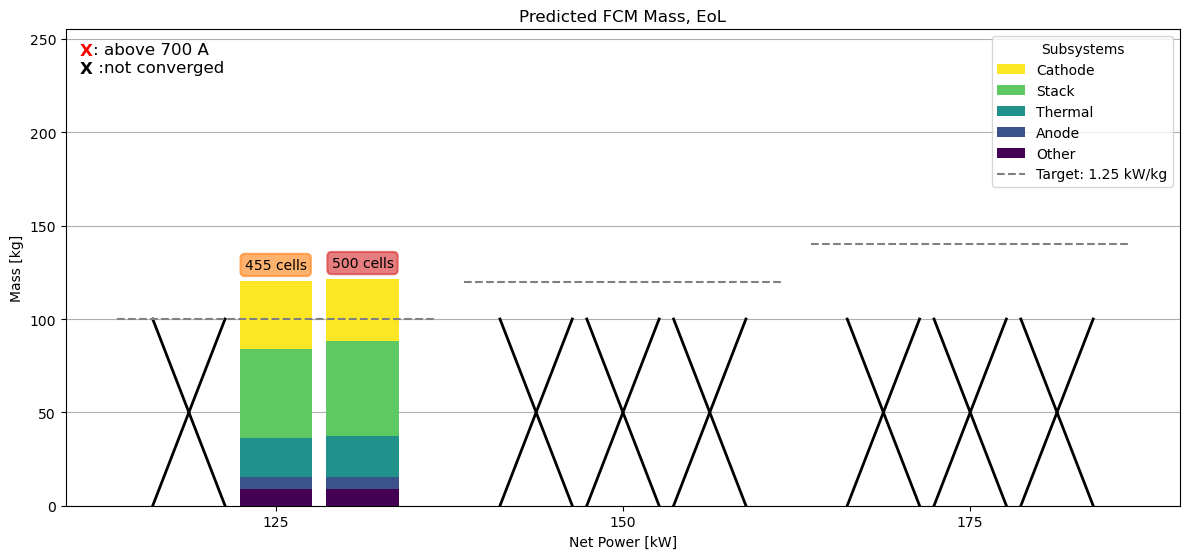 Predicted FCM Mass, EoL
X: above 700 A
X :not converged
Subsystems
Cathode
Stack
Thermal
Anode
Other
Target: 1.25 kW/kg
250
200
150
100
50
0
Mass [kg]
455 cells
500 cells
125
150
175
Net Power [kW]